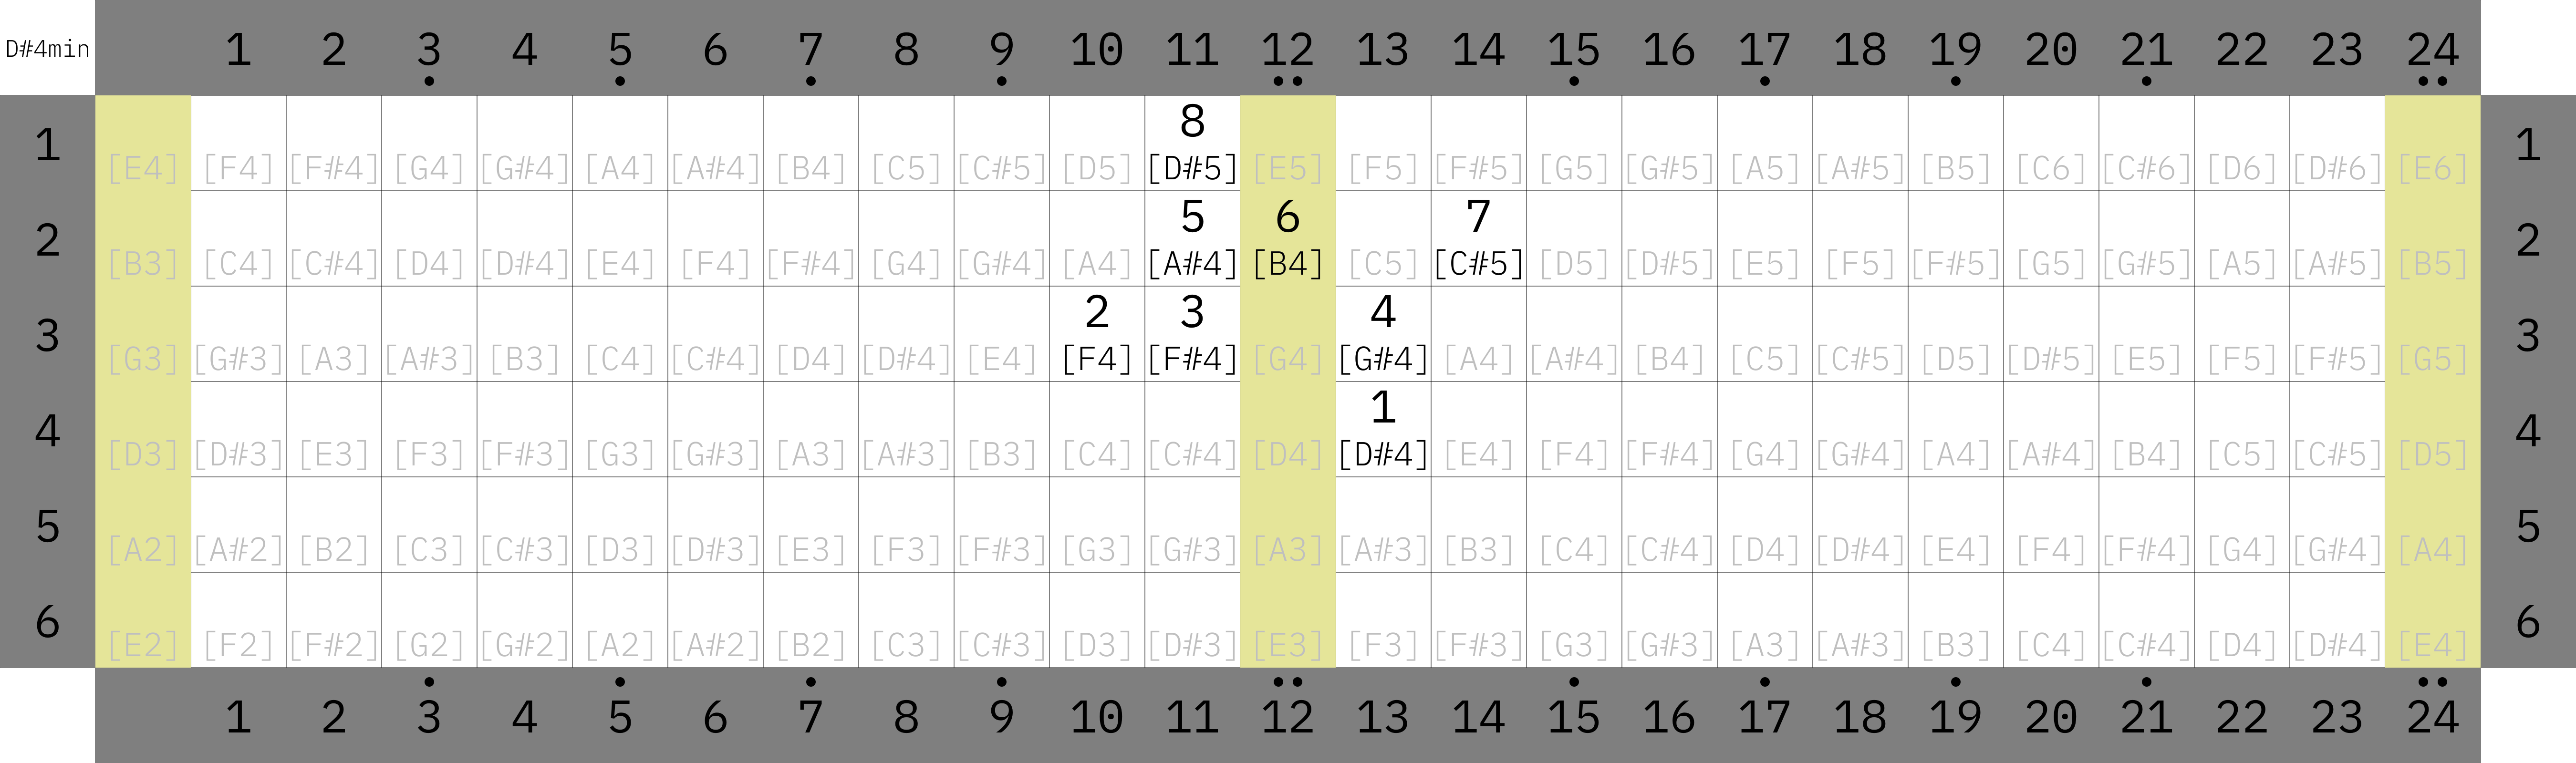 D#4min 1 2 3 4 5 6 7 8 9 10 11 12 13 14 15 16 17 18 19 20 21 22 23 24
8
1 [E4] [F4] [F#4] [G4] [G#4] [A4] [A#4] [B4] [C5] [C#5] [D5] [D#5] [E5] [F5] [F#5] [G5] [G#5] [A5] [A#5] [B5] [C6] [C#6] [D6] [D#6] [E6] 1
5 6 7
2 [B3] [C4] [C#4] [D4] [D#4] [E4] [F4] [F#4] [G4] [G#4] [A4] [A#4] [B4] [C5] [C#5] [D5] [D#5] [E5] [F5] [F#5] [G5] [G#5] [A5] [A#5] [B5] 2
2 3 4
3 [G3] [G#3] [A3] [A#3] [B3] [C4] [C#4] [D4] [D#4] [E4] [F4] [F#4] [G4] [G#4] [A4] [A#4] [B4] [C5] [C#5] [D5] [D#5] [E5] [F5] [F#5] [G5] 3
1
4 [D3] [D#3] [E3] [F3] [F#3] [G3] [G#3] [A3] [A#3] [B3] [C4] [C#4] [D4] [D#4] [E4] [F4] [F#4] [G4] [G#4] [A4] [A#4] [B4] [C5] [C#5] [D5] 4
5 [A2] [A#2] [B2] [C3] [C#3] [D3] [D#3] [E3] [F3] [F#3] [G3] [G#3] [A3] [A#3] [B3] [C4] [C#4] [D4] [D#4] [E4] [F4] [F#4] [G4] [G#4] [A4] 5
6 [E2] [F2] [F#2] [G2] [G#2] [A2] [A#2] [B2] [C3] [C#3] [D3] [D#3] [E3] [F3] [F#3] [G3] [G#3] [A3] [A#3] [B3] [C4] [C#4] [D4] [D#4] [E4] 6
1 2 3 4 5 6 7 8 9 10 11 12 13 14 15 16 17 18 19 20 21 22 23 24